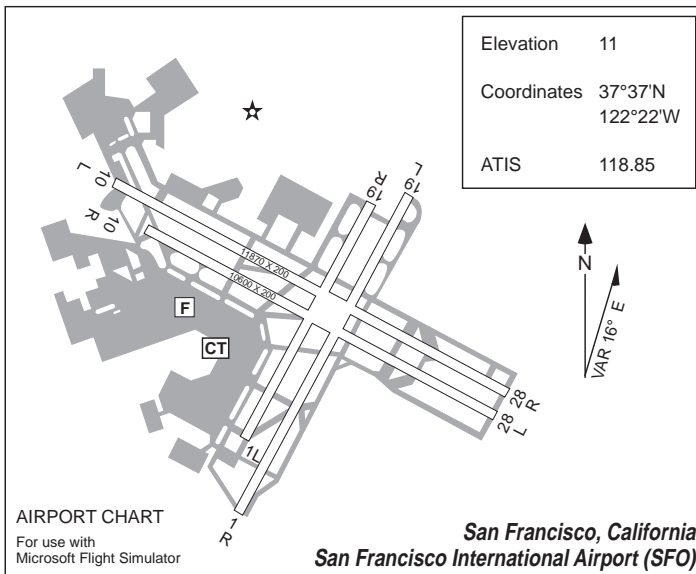 Elevation 11
Coordinates 37°37'N
122°22'W
ATIS 118.85
N
VAR 16° E
10 L
10 R
19 R
19 L
11870 X 200
10600 X 200
F
CT
28 R
28 L
1L
1 R
AIRPORT CHART
For use with
Microsoft Flight Simulator
San Francisco, California
San Francisco International Airport (SFO)